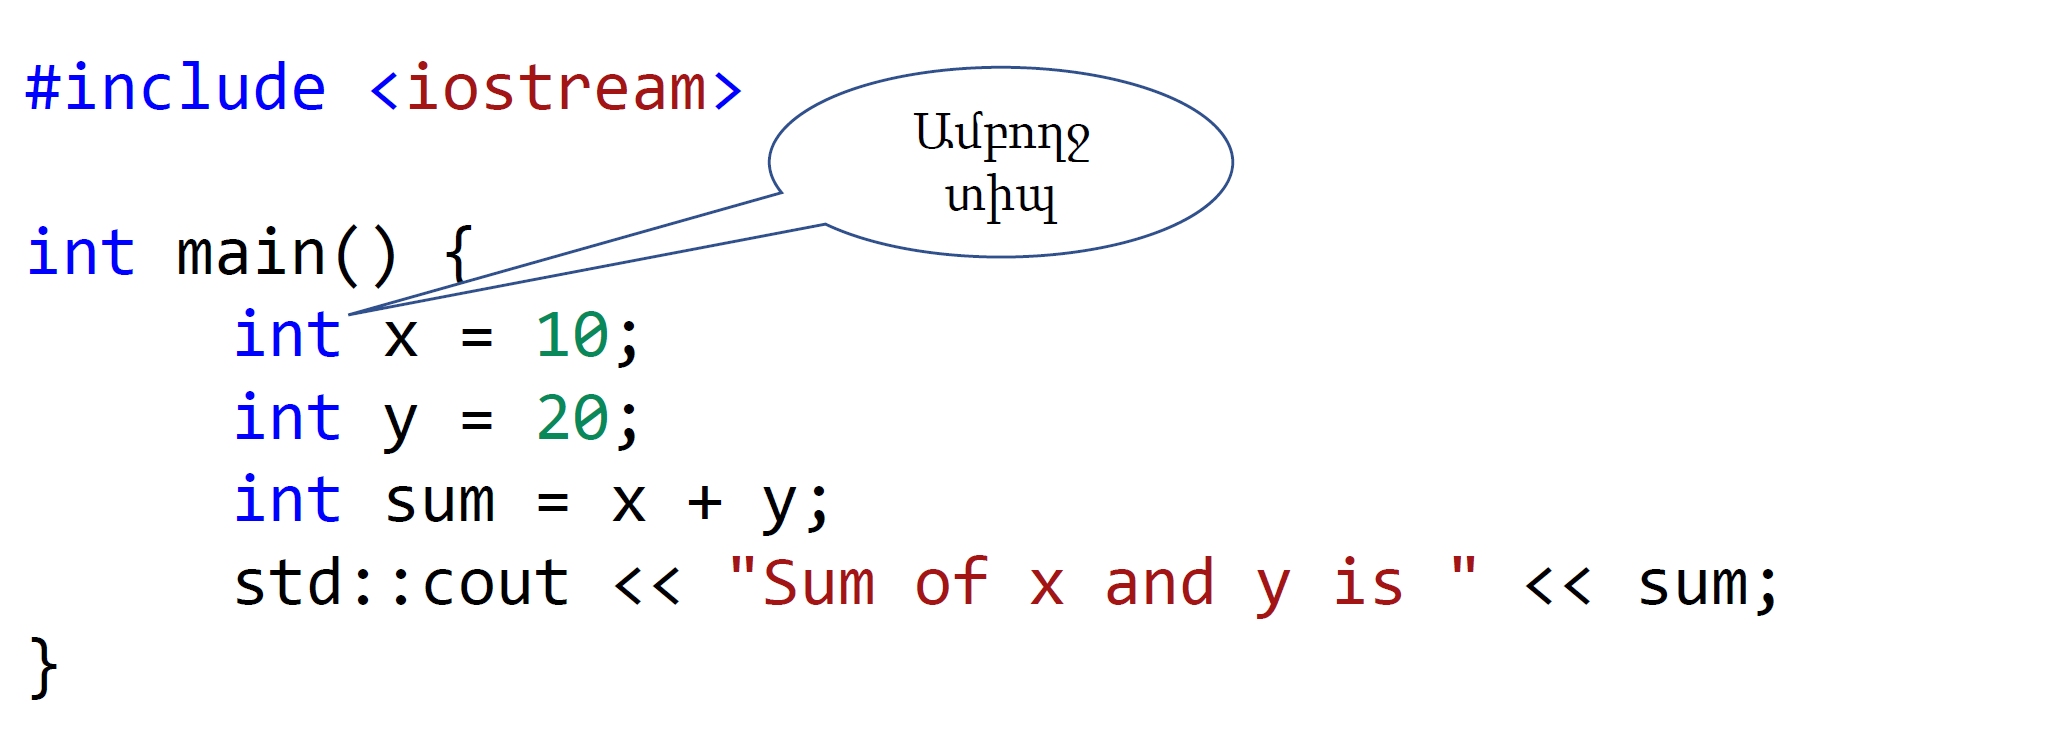 #include <iostream>
Ամբողջ
տիպ
int main() {
int x = 10;
int y = 20;
int sum = x + y;
std::cout << "Sum of x and y is " << sum;
}